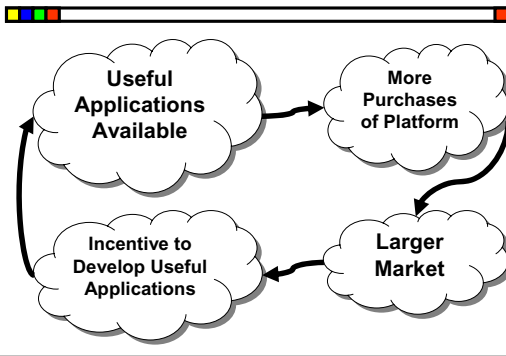 Useful
Applications
Available
More
Purchases
of Platform
Larger
Market
Incentive to
Develop Useful
Applications